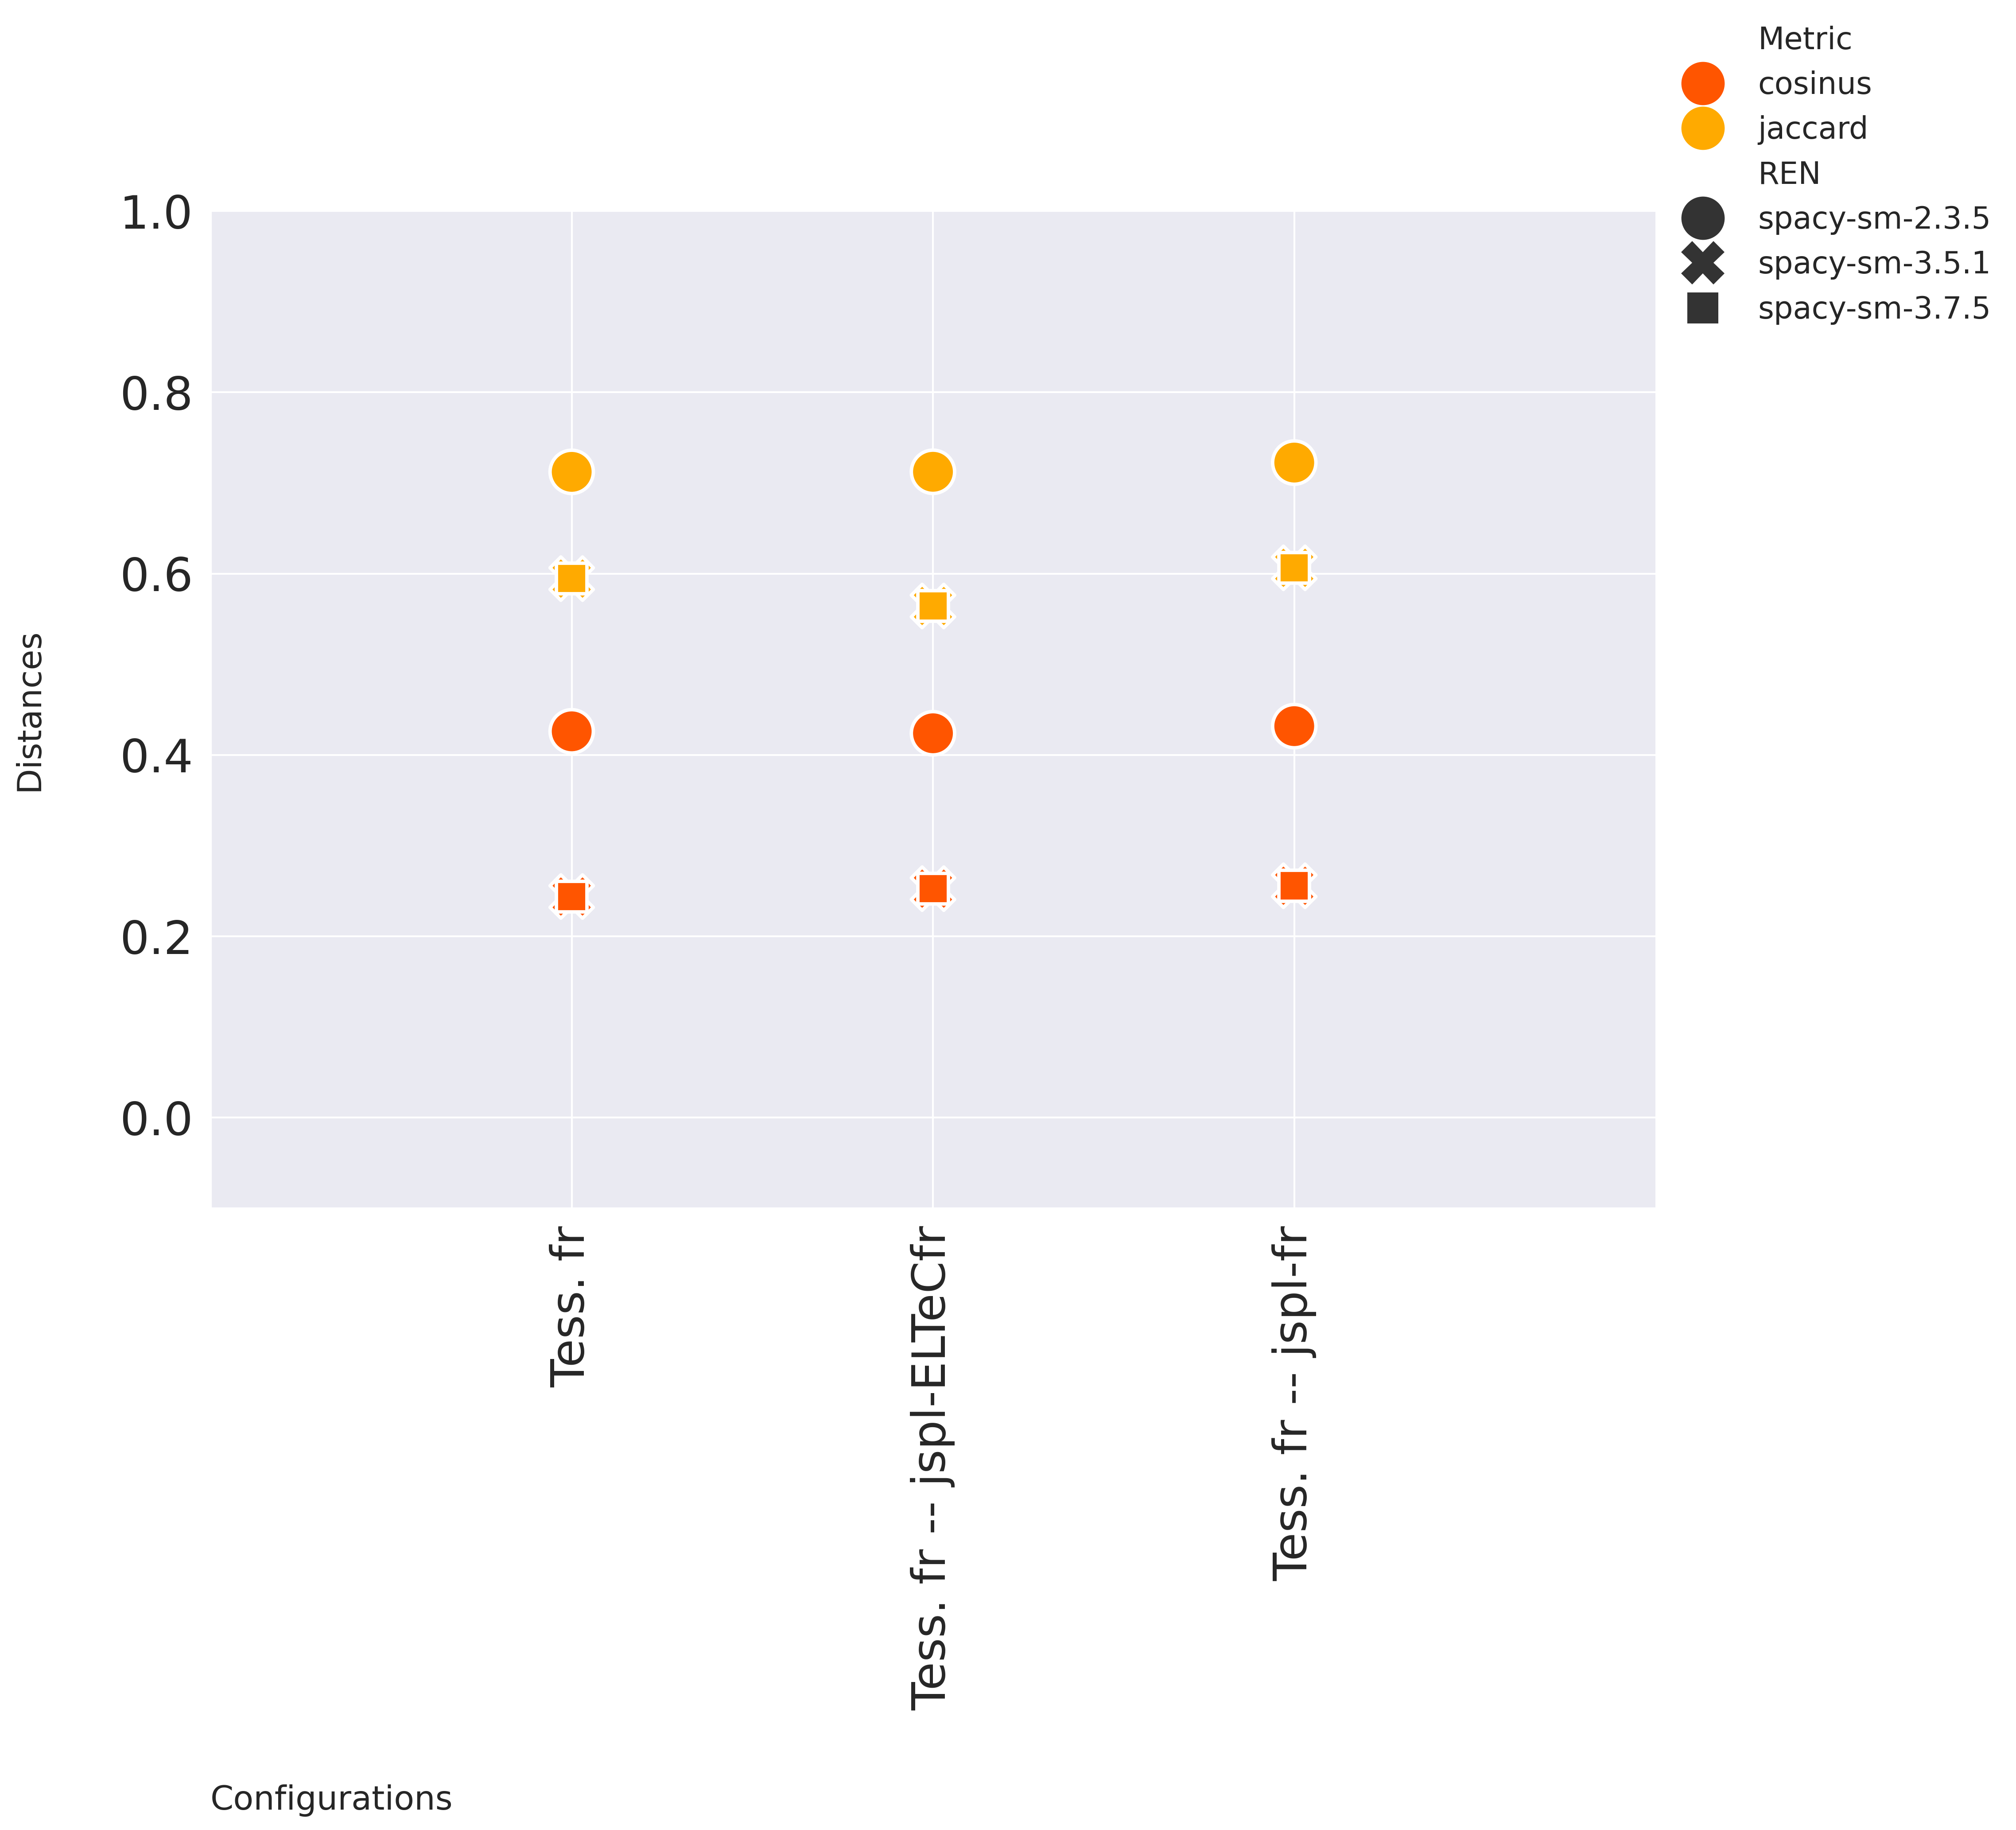 Metric
cosinus
jaccard
REN
spacy-sm-2.3.5
spacy-sm-3.5.1
spacy-sm-3.7.5
1.0
0.8
0.6
0.4
0.2
0.0
Distances
Tess. fr
Tess. fr -- jspl-ELTeCfr
Tess. fr -- jspl-fr
Configurations